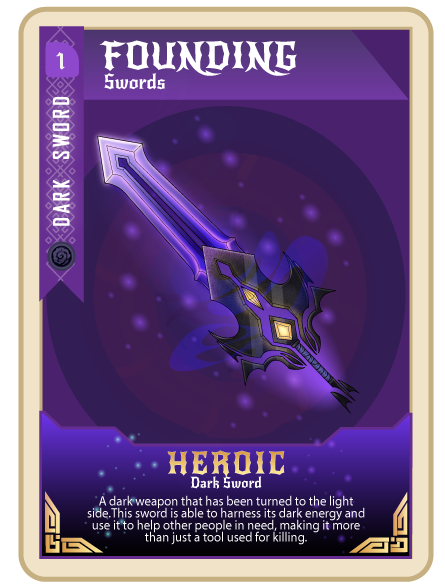 1
FOUNDING
Swords
DARK SWORD
HEROIC
Dark Sword
A dark weapon that has been turned to the light
side.This sword is able to harness its dark energy and
use it to help other people in need, making it more
than just a tool used for killing.